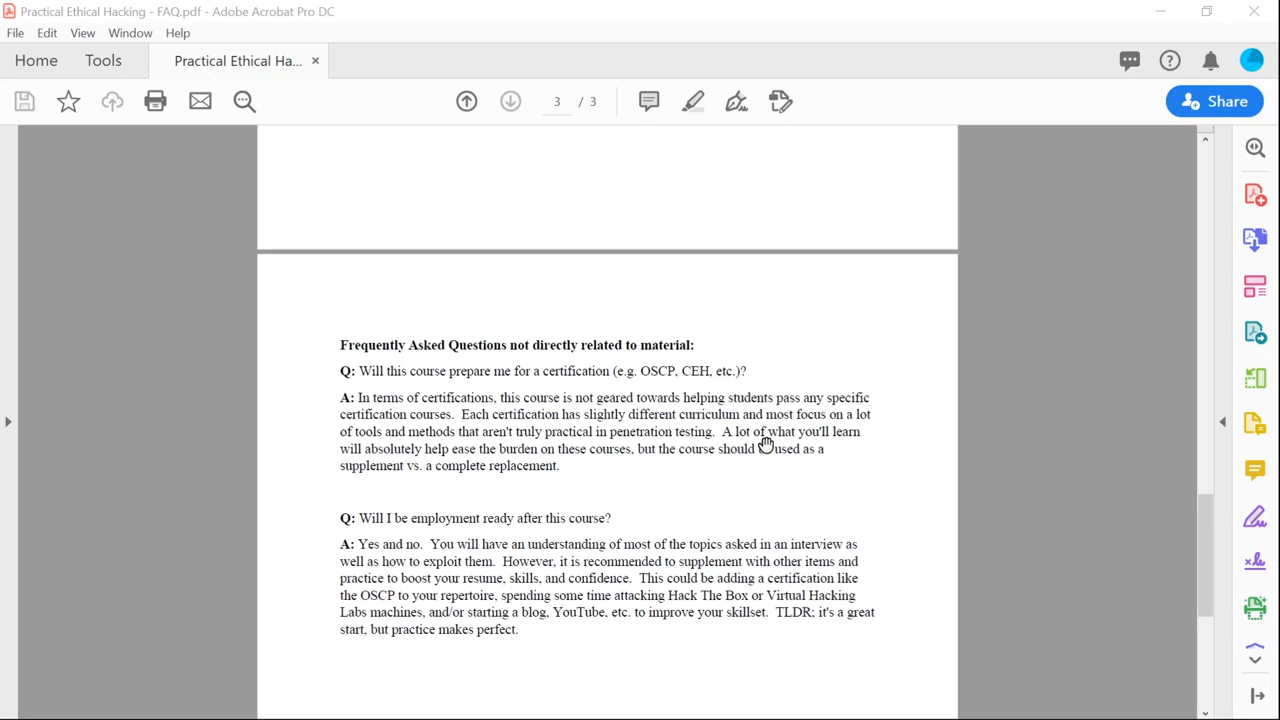 Practical Ethical Hacking - FAQ.pdf - Adobe Acrobat Pro DC
File Edit View Window Help
Home Tools Practical Ethical Ha... ×
3 / 3
Share
Frequently Asked Questions not directly related to material:
Q: Will this course prepare me for a certification (e.g. OSCP, CEH, etc.)?
A: In terms of certifications, this course is not geared towards helping students pass any specific
certification courses. Each certification has slightly different curriculum and most focus on a lot
of tools and methods that aren't truly practical in penetration testing. A lot of what you'll learn
will absolutely help ease the burden on these courses, but the course should used as a
supplement vs. a complete replacement.
Q: Will I be employment ready after this course?
A: Yes and no. You will have an understanding of most of the topics asked in an interview as
well as how to exploit them. However, it is recommended to supplement with other items and
practice to boost your resume, skills, and confidence. This could be adding a certification like
the OSCP to your repertoire, spending some time attacking Hack The Box or Virtual Hacking
Labs machines, and/or starting a blog, YouTube, etc. to improve your skillset. TLDR; it's a great
start, but practice makes perfect.